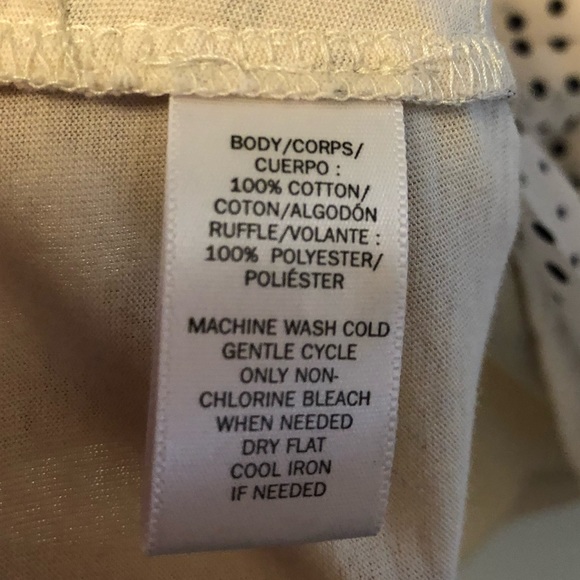 BODY/CORPS/
CUERPO :
100% COTTON/
COTON/ALGODÓN
RUFFLE/VOLANTE :
100% POLYESTER/
POLIÉSTER
MACHINE WASH COLD
GENTLE CYCLE
ONLY NON-
CHLORINE BLEACH
WHEN NEEDED
DRY FLAT
COOL IRON
IF NEEDED